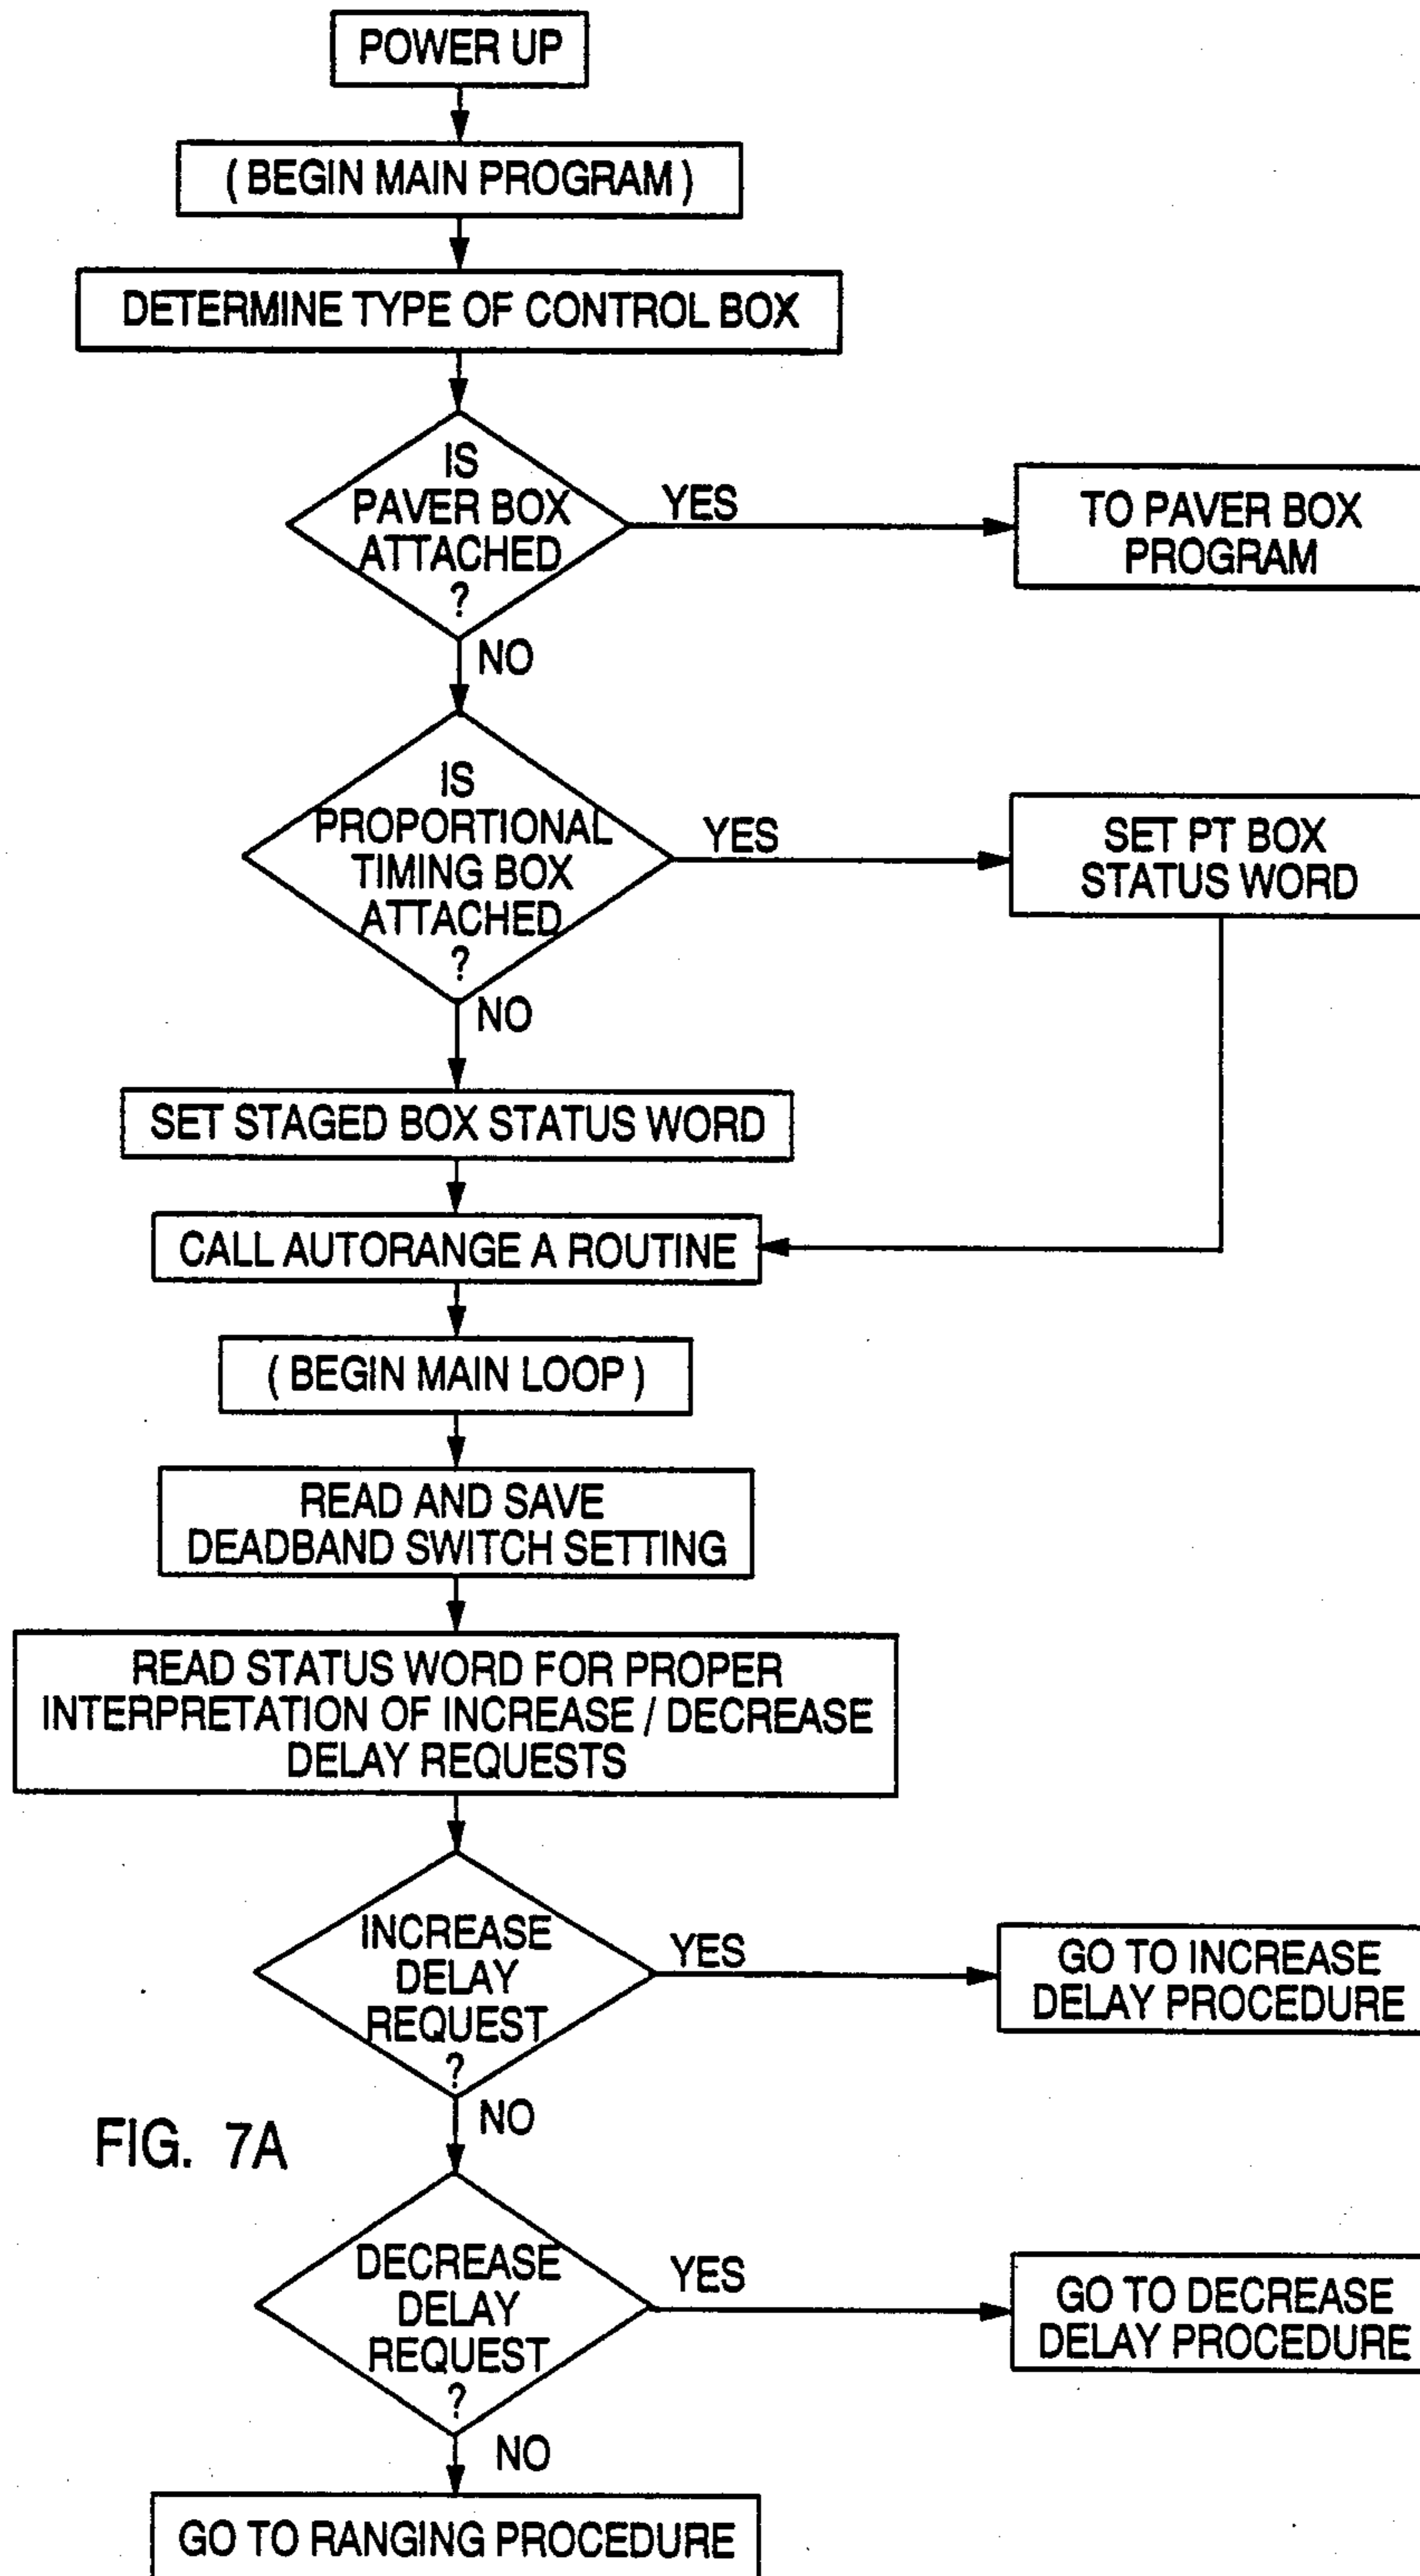 POWER UP
( BEGIN MAIN PROGRAM )
DETERMINE TYPE OF CONTROL BOX
IS
PAVER BOX
ATTACHED
?
YES
TO PAVER BOX
PROGRAM
NO
IS
PROPORTIONAL
TIMING BOX
ATTACHED
?
YES
SET PT BOX
STATUS WORD
NO
SET STAGED BOX STATUS WORD
CALL AUTORANGE A ROUTINE
( BEGIN MAIN LOOP )
READ AND SAVE
DEADBAND SWITCH SETTING
READ STATUS WORD FOR PROPER
INTERPRETATION OF INCREASE / DECREASE
DELAY REQUESTS
INCREASE
DELAY
REQUEST
?
YES
GO TO INCREASE
DELAY PROCEDURE
NO
FIG. 7A
DECREASE
DELAY
REQUEST
?
YES
GO TO DECREASE
DELAY PROCEDURE
NO
GO TO RANGING PROCEDURE